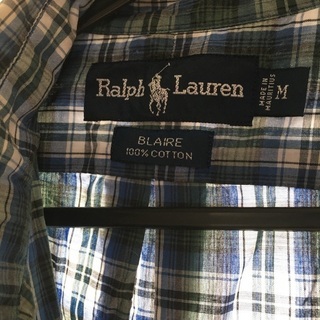 Ralph Lauren
MADE IN
MAURITIUS
M
BLAIRE
100% COTTON